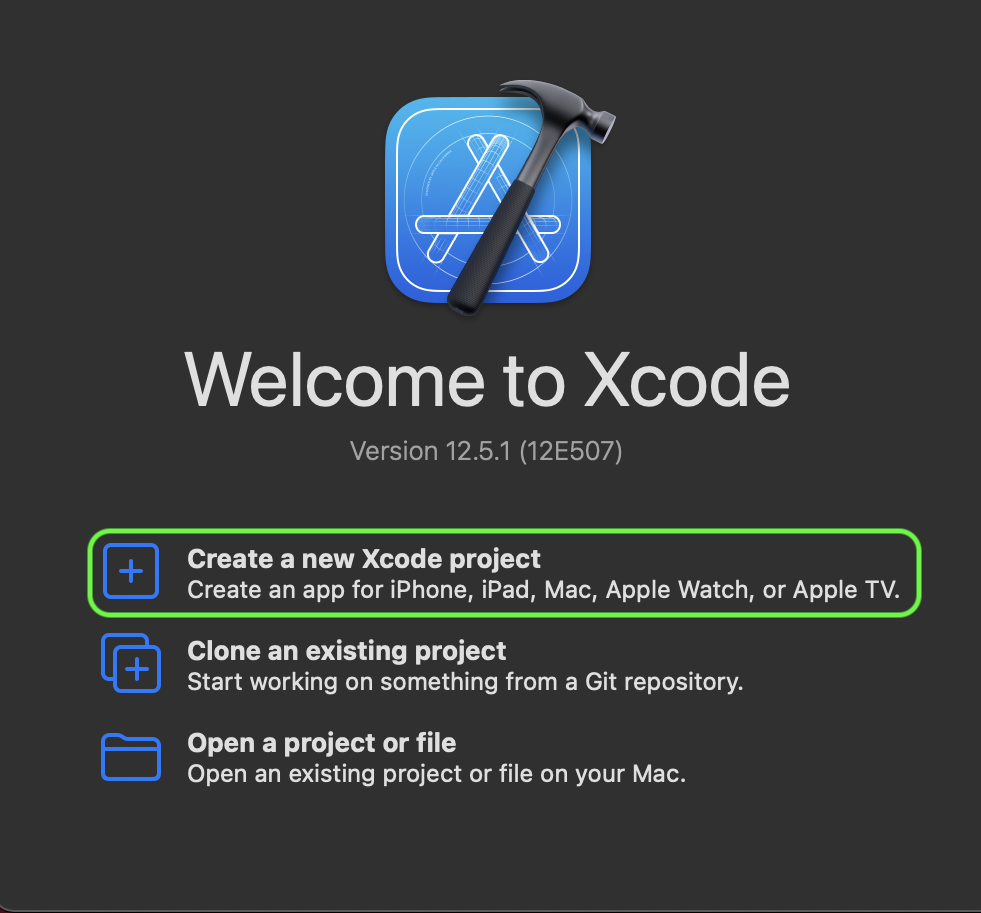 Welcome to Xcode
Version 12.5.1 (12E507)
Create a new Xcode project
Create an app for iPhone, iPad, Mac, Apple Watch, or Apple TV.
Clone an existing project
Start working on something from a Git repository.
Open a project or file
Open an existing project or file on your Mac.